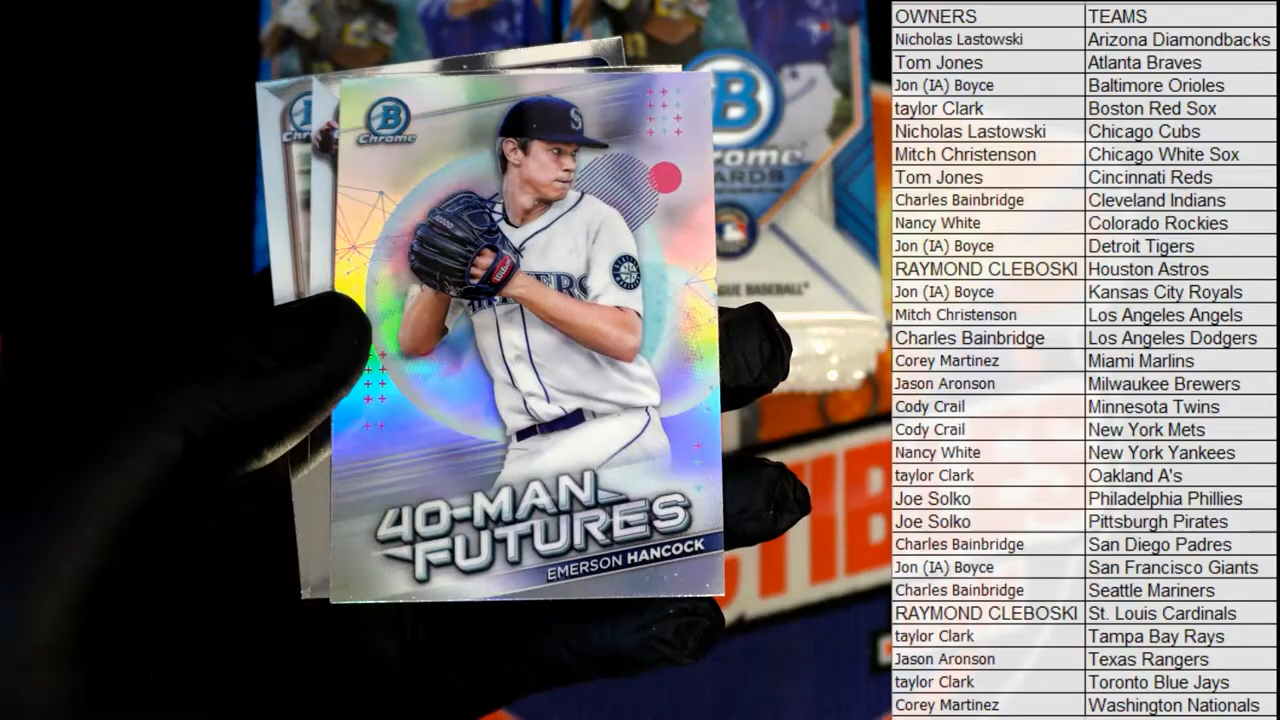 Chrome
S
40-MAN
FUTURES
EMERSON HANCOCK
B
OWNERS TEAMS
Nicholas Lastowski Arizona Diamondbacks
Tom Jones Atlanta Braves
Jon (IA) Boyce Baltimore Orioles
taylor Clark Boston Red Sox
Nicholas Lastowski Chicago Cubs
Mitch Christenson Chicago White Sox
Tom Jones Cincinnati Reds
Charles Bainbridge Cleveland Indians
Nancy White Colorado Rockies
Jon (IA) Boyce Detroit Tigers
RAYMOND CLEBOSKI Houston Astros
Jon (IA) Boyce Kansas City Royals
Mitch Christenson Los Angeles Angels
Charles Bainbridge Los Angeles Dodgers
Corey Martinez Miami Marlins
Jason Aronson Milwaukee Brewers
Cody Crail Minnesota Twins
Cody Crail New York Mets
Nancy White New York Yankees
taylor Clark Oakland A's
Joe Solko Philadelphia Phillies
Joe Solko Pittsburgh Pirates
Charles Bainbridge San Diego Padres
Jon (IA) Boyce San Francisco Giants
Charles Bainbridge Seattle Mariners
RAYMOND CLEBOSKI St. Louis Cardinals
taylor Clark Tampa Bay Rays
Jason Aronson Texas Rangers
taylor Clark Toronto Blue Jays
Corey Martinez Washington Nationals